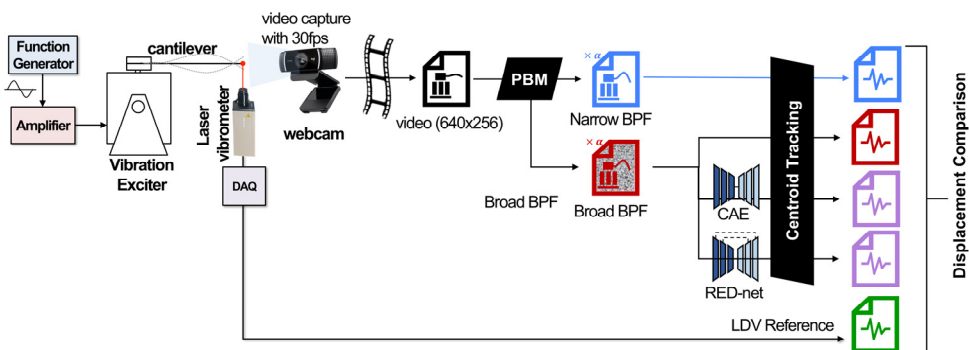 Function
Generator
Amplifier
Vibration
Exciter
cantilever
Laser
vibrometer
DAQ
video capture
with 30fps
webcam
video (640x256)
PBM
× α
Narrow BPF
× α
Broad BPF
Broad BPF
CAE
RED-net
Centroid Tracking
LDV Reference
Displacement Comparison